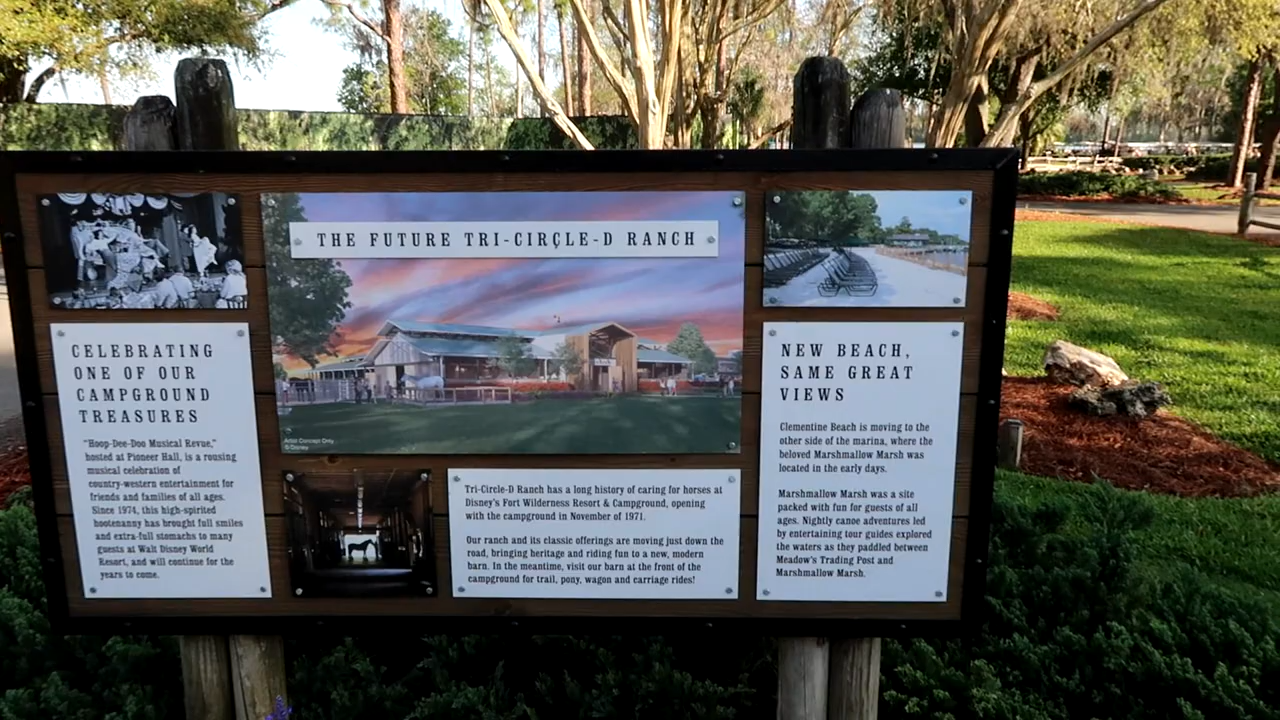 THE FUTURE TRI-CIRCLE-D RANCH
Artist Concept Only
© Disney
CELEBRATING
ONE OF OUR
CAMPGROUND
TREASURES
"Hoop-Dee-Doo Musical Revue,"
hosted at Pioneer Hall, is a rousing
musical celebration of
country-western entertainment for
friends and families of all ages.
Since 1974, this high-spirited
hootenanny has brought full smiles
and extra-full stomachs to many
guests at Walt Disney World
Resort, and will continue for the
years to come.
Tri-Circle-D Ranch has a long history of caring for horses at
Disney's Fort Wilderness Resort & Campground, opening
with the campground in November of 1971.
Our ranch and its classic offerings are moving just down the
road, bringing heritage and riding fun to a new, modern
barn. In the meantime, visit our barn at the front of the
campground for trail, pony, wagon and carriage rides!
NEW BEACH,
SAME GREAT
VIEWS
Clementine Beach is moving to the
other side of the marina, where the
beloved Marshmallow Marsh was
located in the early days.
Marshmallow Marsh was a site
packed with fun for guests of all
ages. Nightly canoe adventures led
by entertaining tour guides explored
the waters as they paddled between
Meadow's Trading Post and
Marshmallow Marsh.